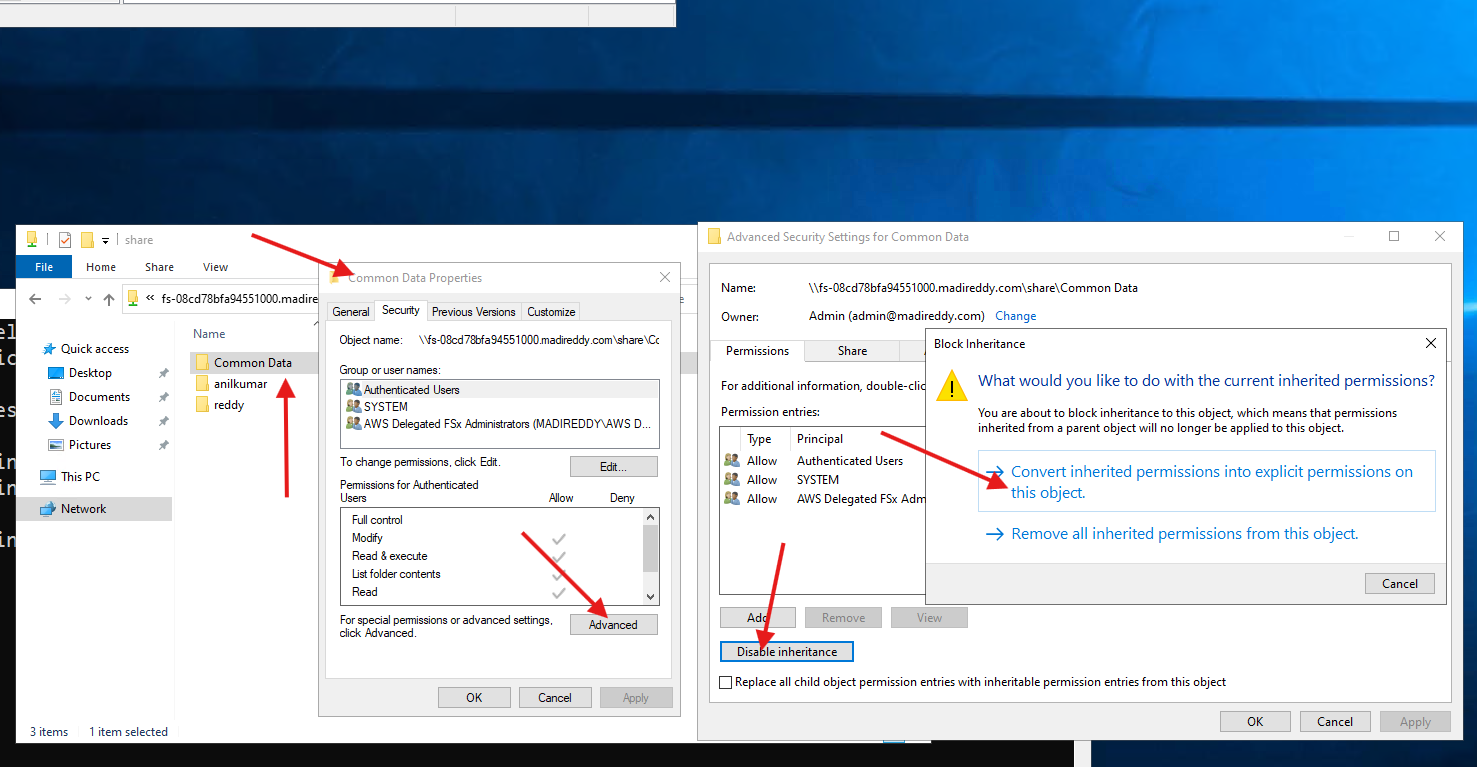 share
File
Home
Share
View
fs-08cd78bfa94551000.madire
Quick access
Desktop
Documents
Downloads
Pictures
This PC
Network
Name
Common Data
anilkumar
reddy
3 items
1 item selected
Common Data Properties
General
Security
Previous Versions
Customize
Object name: \\fs-08cd78bfa94551000.madireddy.com\share\Cc
Group or user names:
Authenticated Users
SYSTEM
AWS Delegated FSx Administrators (MADIREDDY\AWS D...
To change permissions, click Edit.
Edit...
Permissions for Authenticated
Users
Allow
Deny
Full control
Modify
Read & execute
List folder contents
Read
For special permissions or advanced settings,
click Advanced.
Advanced
OK
Cancel
Apply
Advanced Security Settings for Common Data
Name: \\fs-08cd78bfa94551000.madireddy.com\share\Common Data
Owner: Admin (admin@madireddy.com) Change
Permissions
Share
For additional information, double-clic
Permission entries:
Type
Principal
Allow Authenticated Users
Allow SYSTEM
Allow AWS Delegated FSx Adm
Add
Remove
View
Disable inheritance
Replace all child object permission entries with inheritable permission entries from this object
OK
Cancel
Apply
Block Inheritance
What would you like to do with the current inherited permissions?
You are about to block inheritance to this object, which means that permissions
inherited from a parent object will no longer be applied to this object.
Convert inherited permissions into explicit permissions on
this object.
Remove all inherited permissions from this object.
Cancel